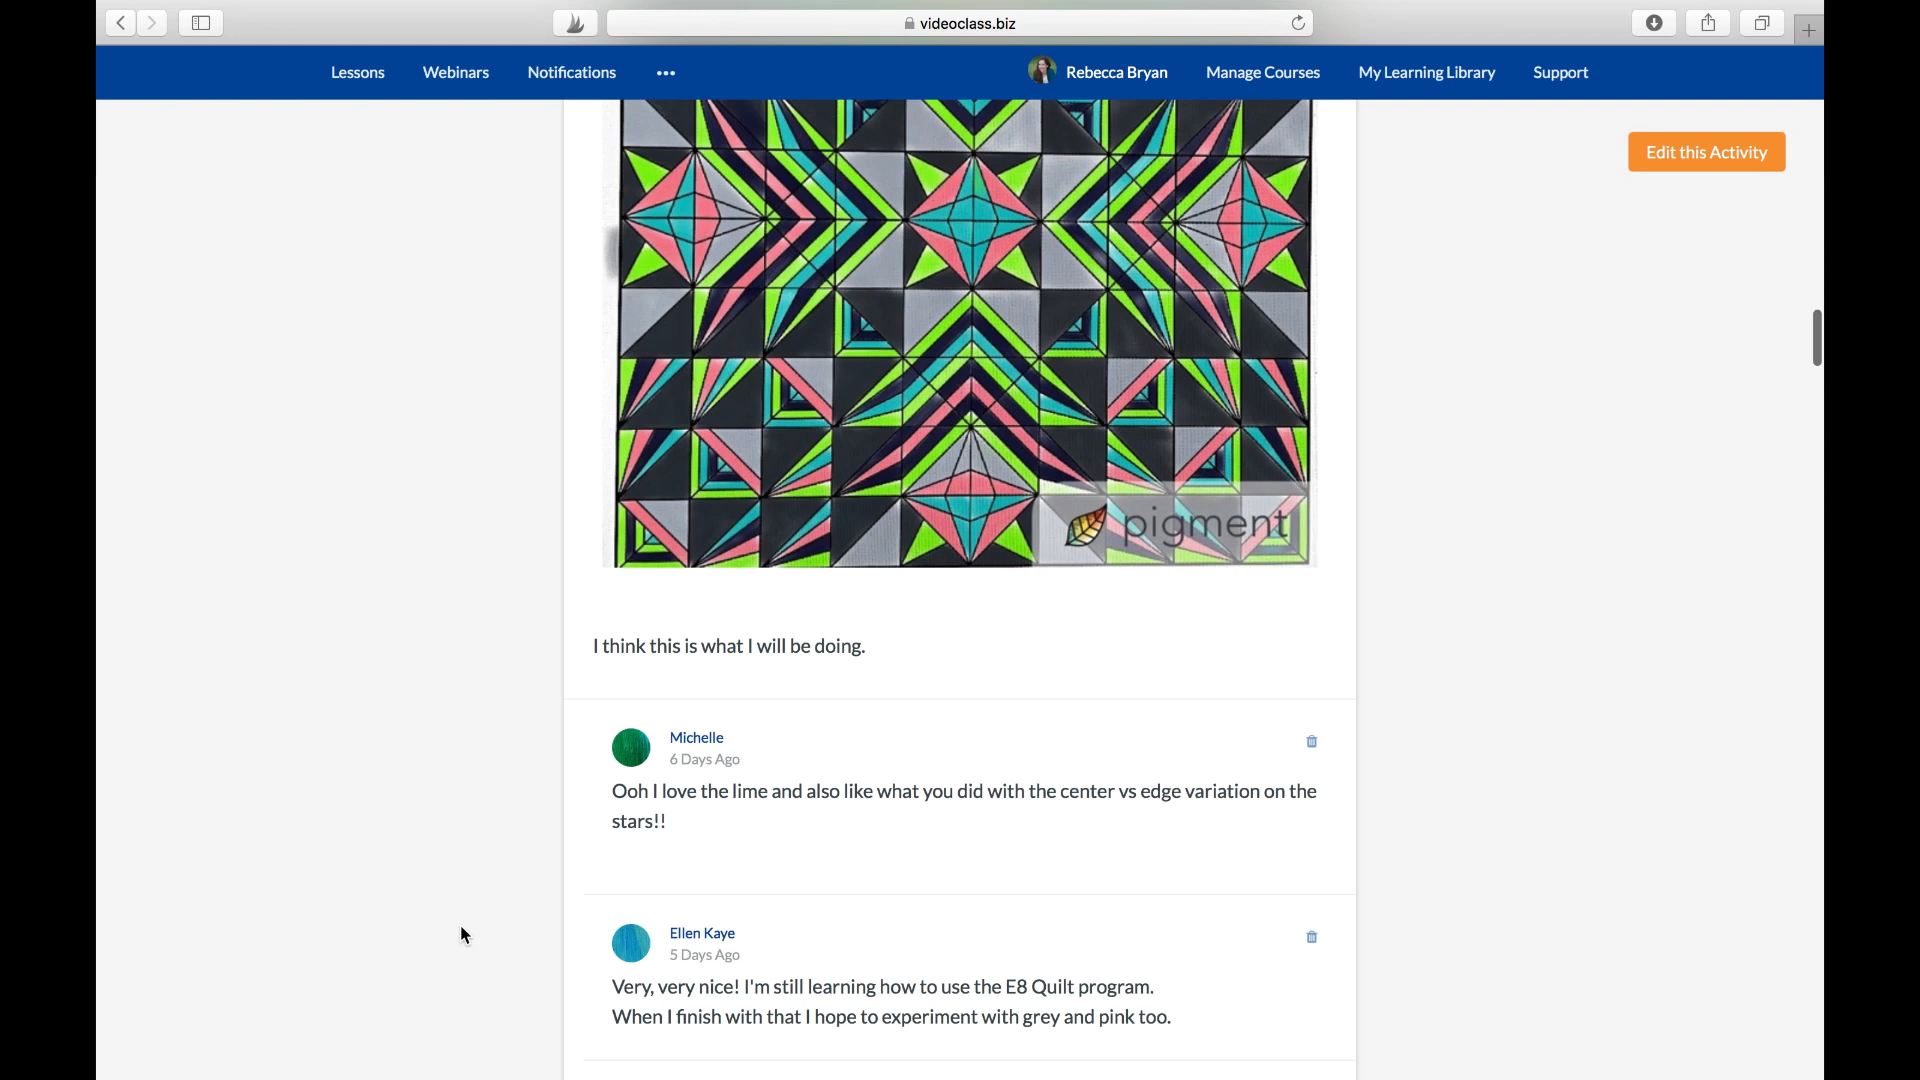 videoclass.biz
Lessons
Webinars
Notifications
Rebecca Bryan
Manage Courses
My Learning Library
Support
Edit this Activity
pigment
I think this is what I will be doing.
Michelle
6 Days Ago
Ooh I love the lime and also like what you did with the center vs edge variation on the
stars!!
Ellen Kaye
5 Days Ago
Very, very nice! I'm still learning how to use the E8 Quilt program.
When I finish with that I hope to experiment with grey and pink too.